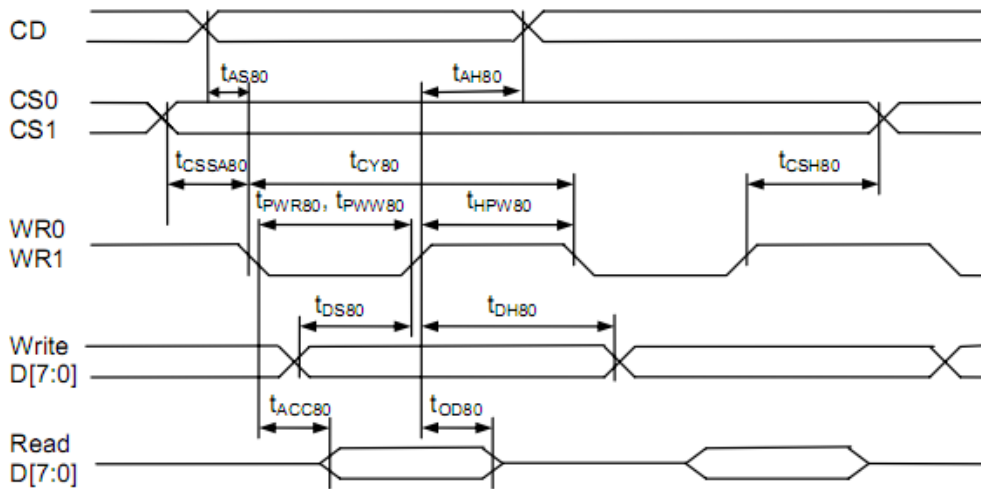 CD
tAS80
tAH80
CS0
CS1
tCSSA80
tCY80
tCSH80
tPWR80, tPWW80
tHPW80
WR0
WR1
tDS80
tDH80
Write
D[7:0]
tACC80
tOD80
Read
D[7:0]